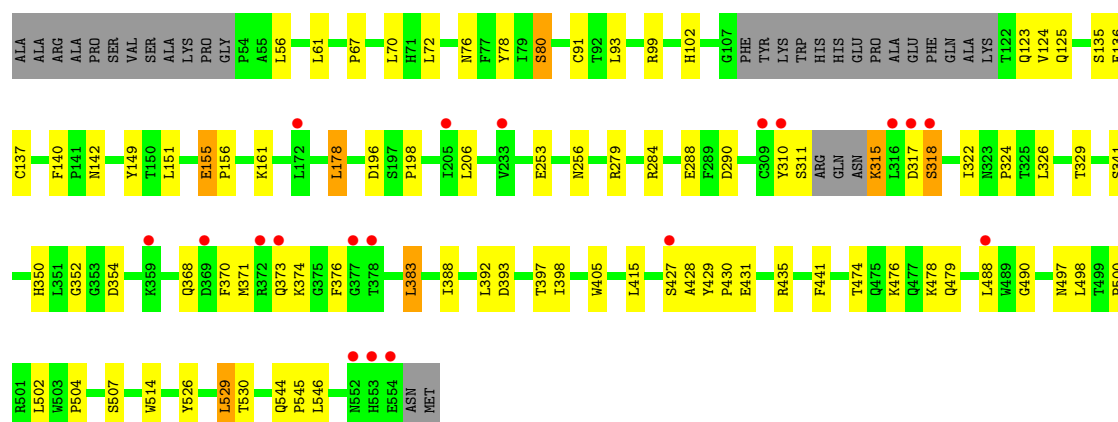 ALA ALA ARG ALA PRO SER VAL SER ALA LYS PRO GLY P54 A55 L56 L61 P67 L70 H71 L72 N76 F77 Y78 I79 S80 C91 T92 L93 R99 H102 G107 PHE TYR LYS TRP HIS HIS GLU PRO ALA GLU PHE GLN ALA LYS T122 Q123 V124 Q125 S135
C137 F140 P141 N142 Y149 T150 L151 E155 P156 K161 L172 L178 D196 S197 P198 I205 L206 V233 E253 N256 R279 R284 E288 F289 D290 C309 Y310 S311 ARG GLN ASN K315 L316 D317 S318 I322 N323 P324 T325 L326 T329 S341
H350 L351 G352 G353 D354 K359 Q368 D369 F370 M371 R372 Q373 K374 G375 F376 G377 T378 L383 I388 L392 D393 T397 I398 W405 L415 S427 A428 Y429 P430 E431 R435 F441 T474 Q475 K476 Q477 K478 Q479 L488 W489 G490 N497 L498 T499 P500
R501 L502 W503 P504 S507 W514 Y526 L529 T530 Q544 P545 L546 N552 H553 E554 ASN MET